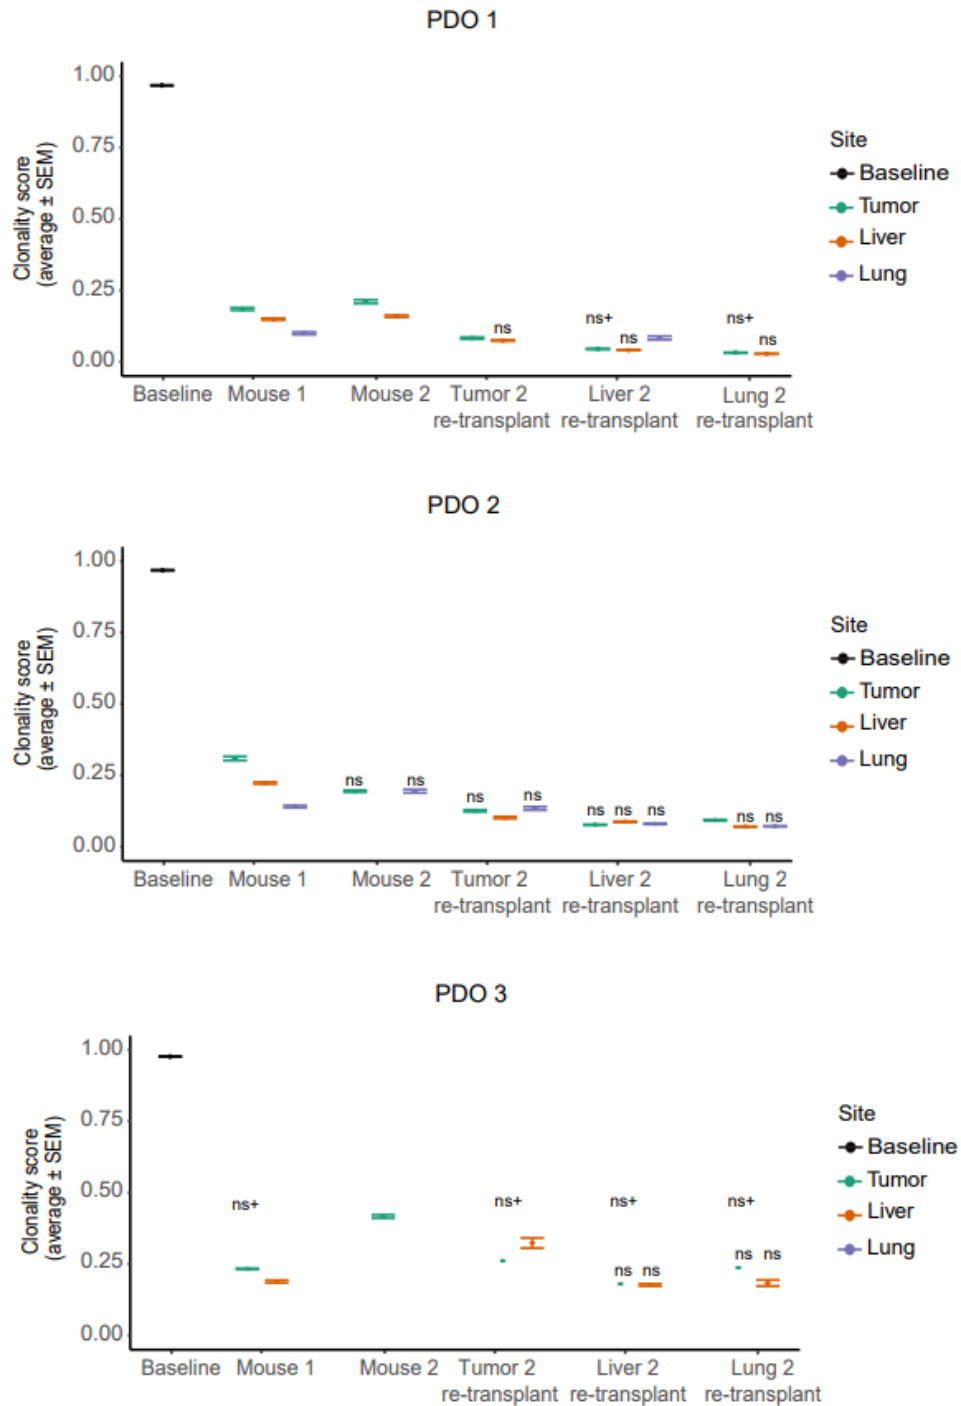 PDO 1
Clonality score
(average ± SEM)
1.00
0.75
0.50
0.25
0.00
ns
ns+
ns
ns+
ns
Baseline
Mouse 1
Mouse 2
Tumor 2
re-transplant
Liver 2
re-transplant
Lung 2
re-transplant
Site
Baseline
Tumor
Liver
Lung
PDO 2
Clonality score
(average ± SEM)
1.00
0.75
0.50
0.25
0.00
ns
ns
ns
ns
ns
ns
ns
ns
ns
Baseline
Mouse 1
Mouse 2
Tumor 2
re-transplant
Liver 2
re-transplant
Lung 2
re-transplant
Site
Baseline
Tumor
Liver
Lung
PDO 3
Clonality score
(average ± SEM)
1.00
0.75
0.50
0.25
0.00
ns+
ns+
ns+
ns+
ns
ns
ns
ns
Baseline
Mouse 1
Mouse 2
Tumor 2
re-transplant
Liver 2
re-transplant
Lung 2
re-transplant
Site
Baseline
Tumor
Liver
Lung